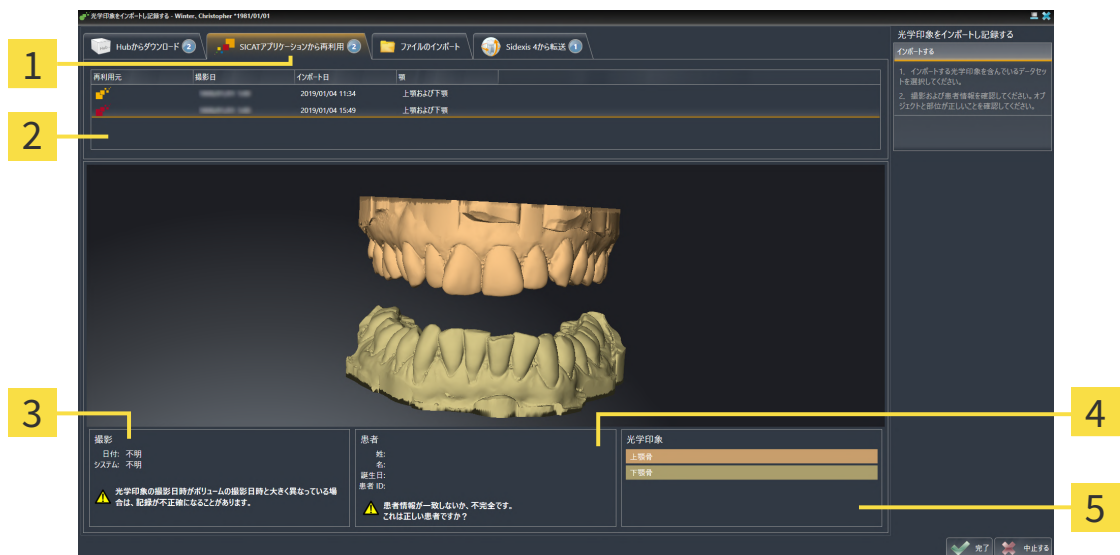 光学印象をインポートし記録する - Winter, Christopher *1981/01/01
Hubからダウンロード 2
SICATアプリケーションから再利用 2
ファイルのインポート
Sidexis 4から転送 1
再利用元 撮影日 インポート日 顎
2019/01/04 11:34 上顎および下顎
2019/01/04 15:49 上顎および下顎
光学印象をインポートし記録する
インポートする
1. インポートする光学印象を含んでいるデータセッ
トを選択してください。
2. 撮影および患者情報を確認してください。オブ
ジェクトと部位が正しいことを確認してください。
撮影
日付: 不明
システム: 不明
光学印象の撮影日時がボリュームの撮影日時と大きく異なっている場
合は、記録が不正確になることがあります。
患者
姓:
名:
誕生日:
患者 ID:
患者情報が一致しないか、不完全です。
これは正しい患者ですか？
光学印象
上顎骨
下顎骨
完了
中止する
1
2
3
4
5